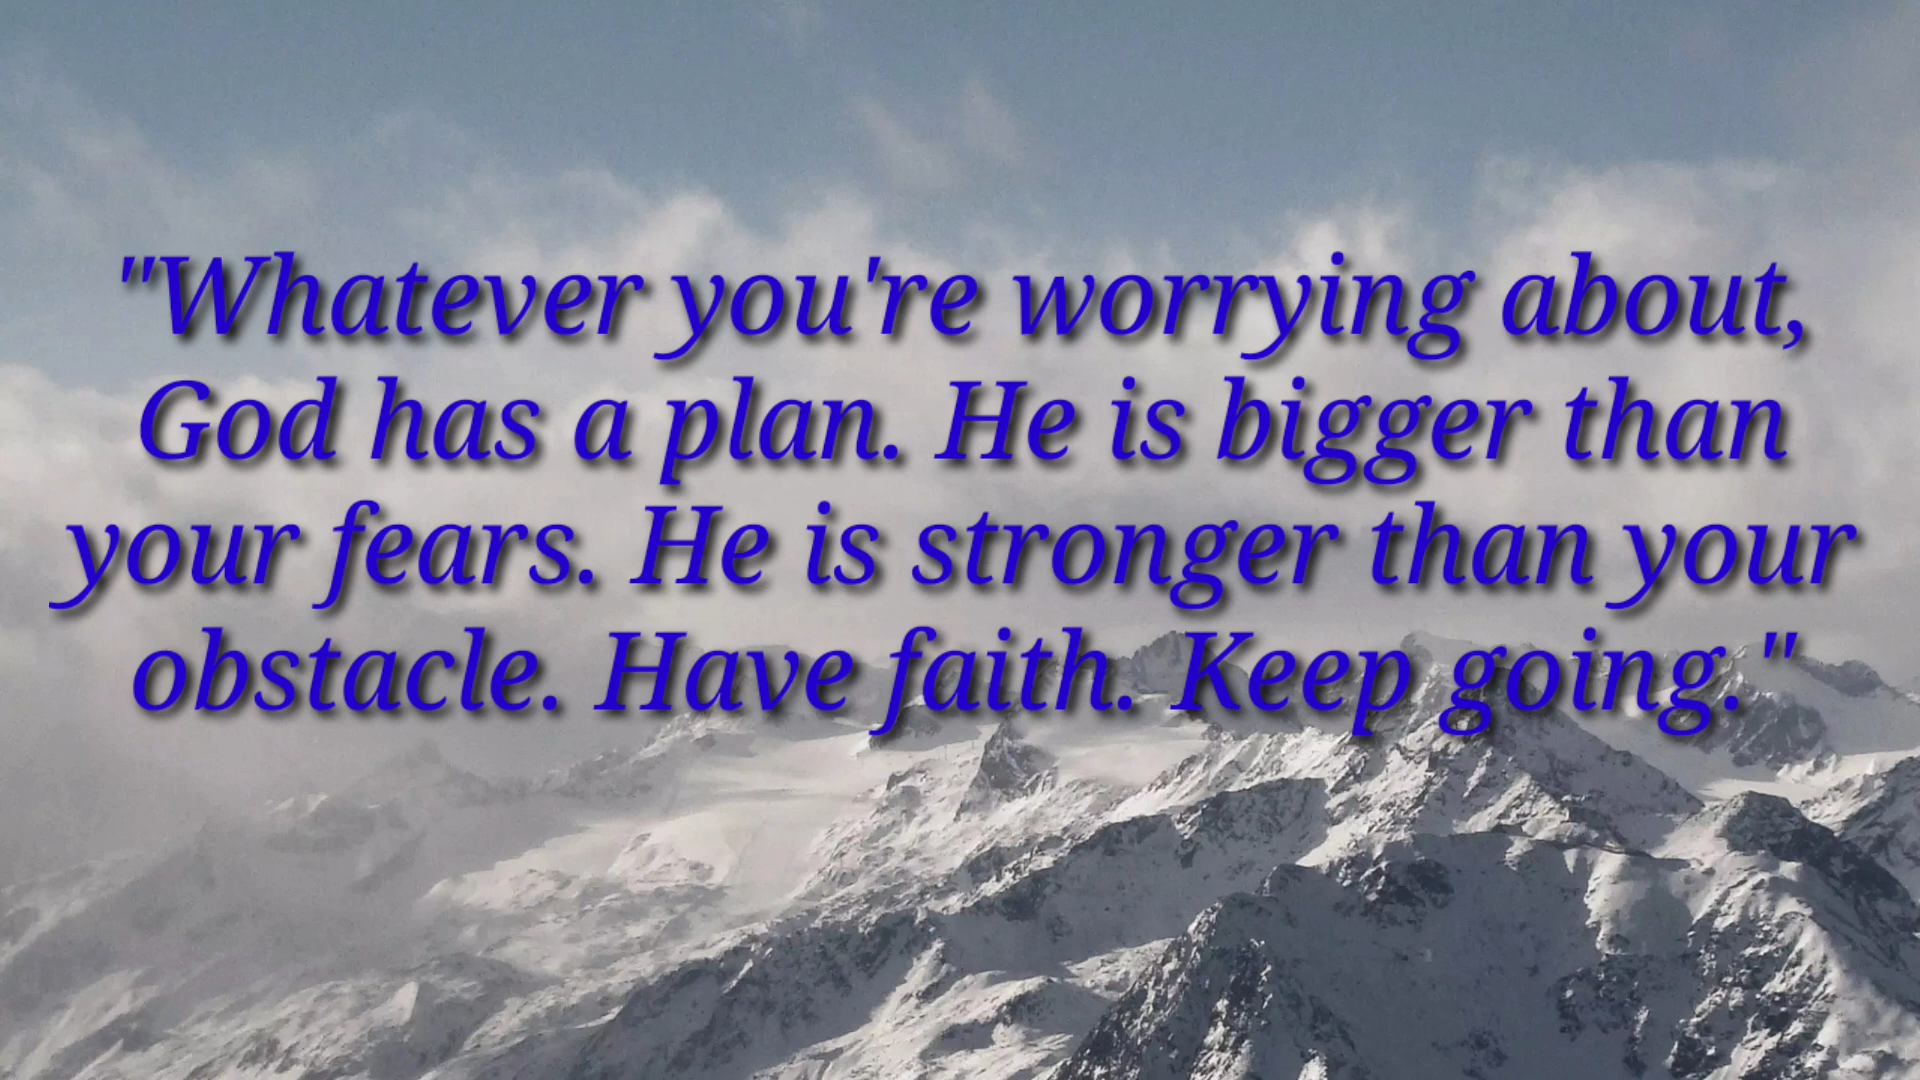 "Whatever you're worrying about,
God has a plan. He is bigger than
your fears. He is stronger than your
obstacle. Have faith. Keep going."